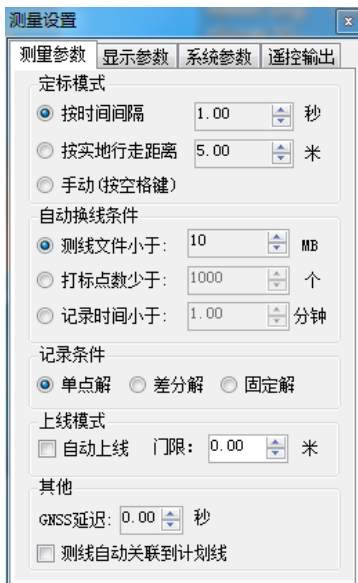 测量设置
测量参数 显示参数 系统参数 遥控输出
定标模式
按时间间隔 1.00 秒
按实地行走距离 5.00 米
手动(按空格键)
自动换线条件
测线文件小于: 10 MB
打标点数少于: 1000 个
记录时间小于: 1.00 分钟
记录条件
单点解 差分解 固定解
上线模式
自动上线 门限: 0.00 米
其他
GNSS延迟: 0.00 秒
测线自动关联到计划线